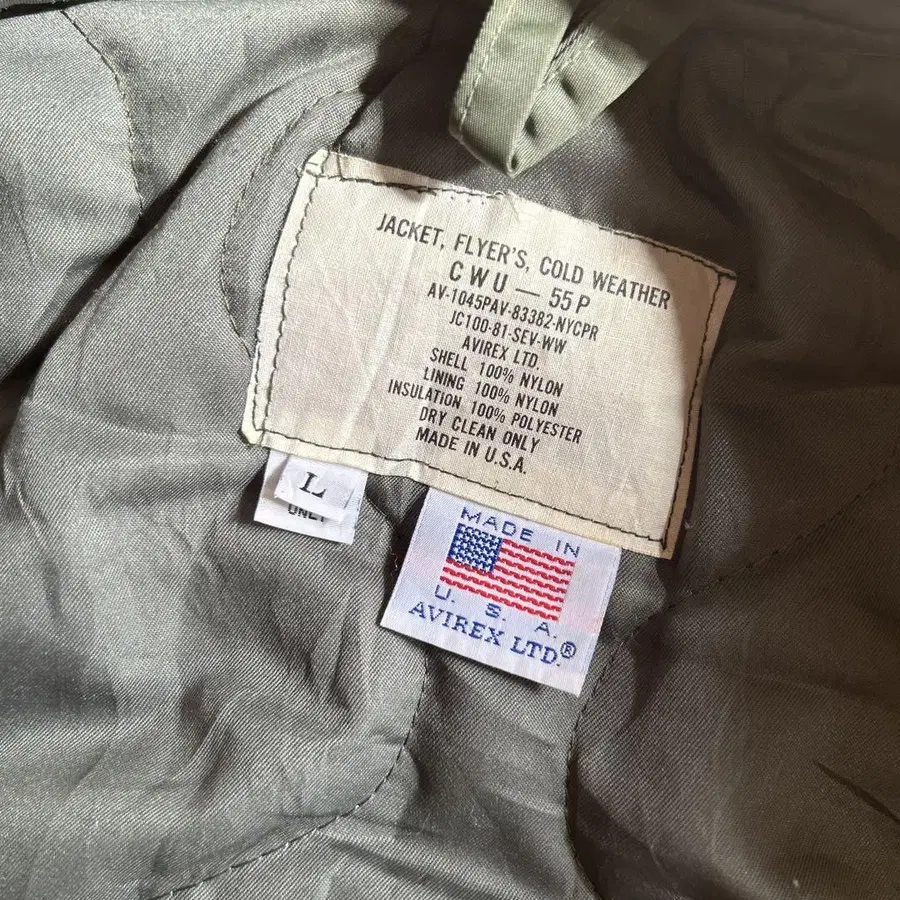 JACKET, FLYER'S, COLD WEATHER
CWU — 55P
AV-1045PAV-83382-NYCPR
JC100-81-SEV-WW
AVIREX LTD.
SHELL 100% NYLON
LINING 100% NYLON
INSULATION 100% POLYESTER
DRY CLEAN ONLY
MADE IN U.S.A.
L
ONLY
MADE IN
U. S. A.
AVIREX LTD.®